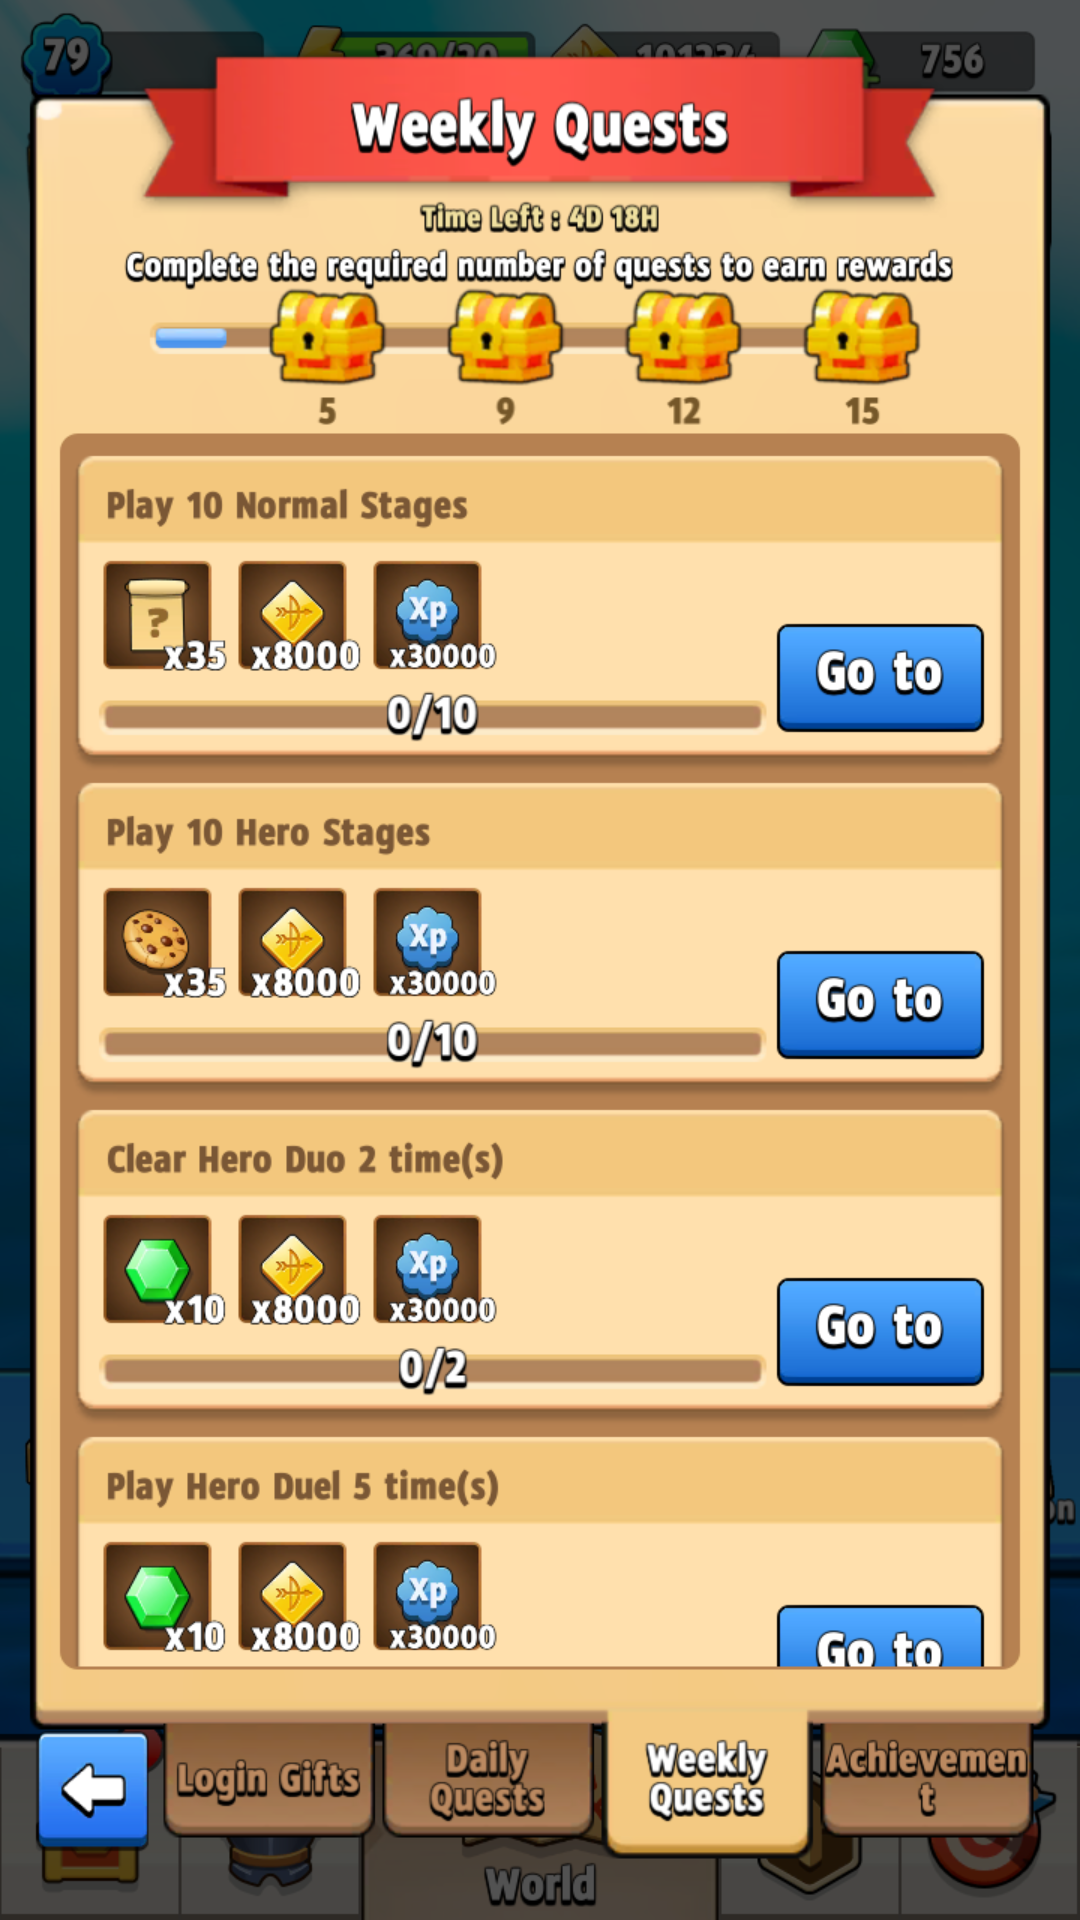 79
756
Weekly Quests
Time Left : 4D 18H
Complete the required number of quests to earn rewards
5 9 12 15
Play 10 Normal Stages
?
x35 x8000 Xp x30000
0/10
Go to
Play 10 Hero Stages
x35 x8000 Xp x30000
0/10
Go to
Clear Hero Duo 2 time(s)
x10 x8000 Xp x30000
0/2
Go to
Play Hero Duel 5 time(s)
x10 x8000 Xp x30000
Go to
on
Login Gifts
Daily
Quests
Weekly
Quests
Achievemen
t
World